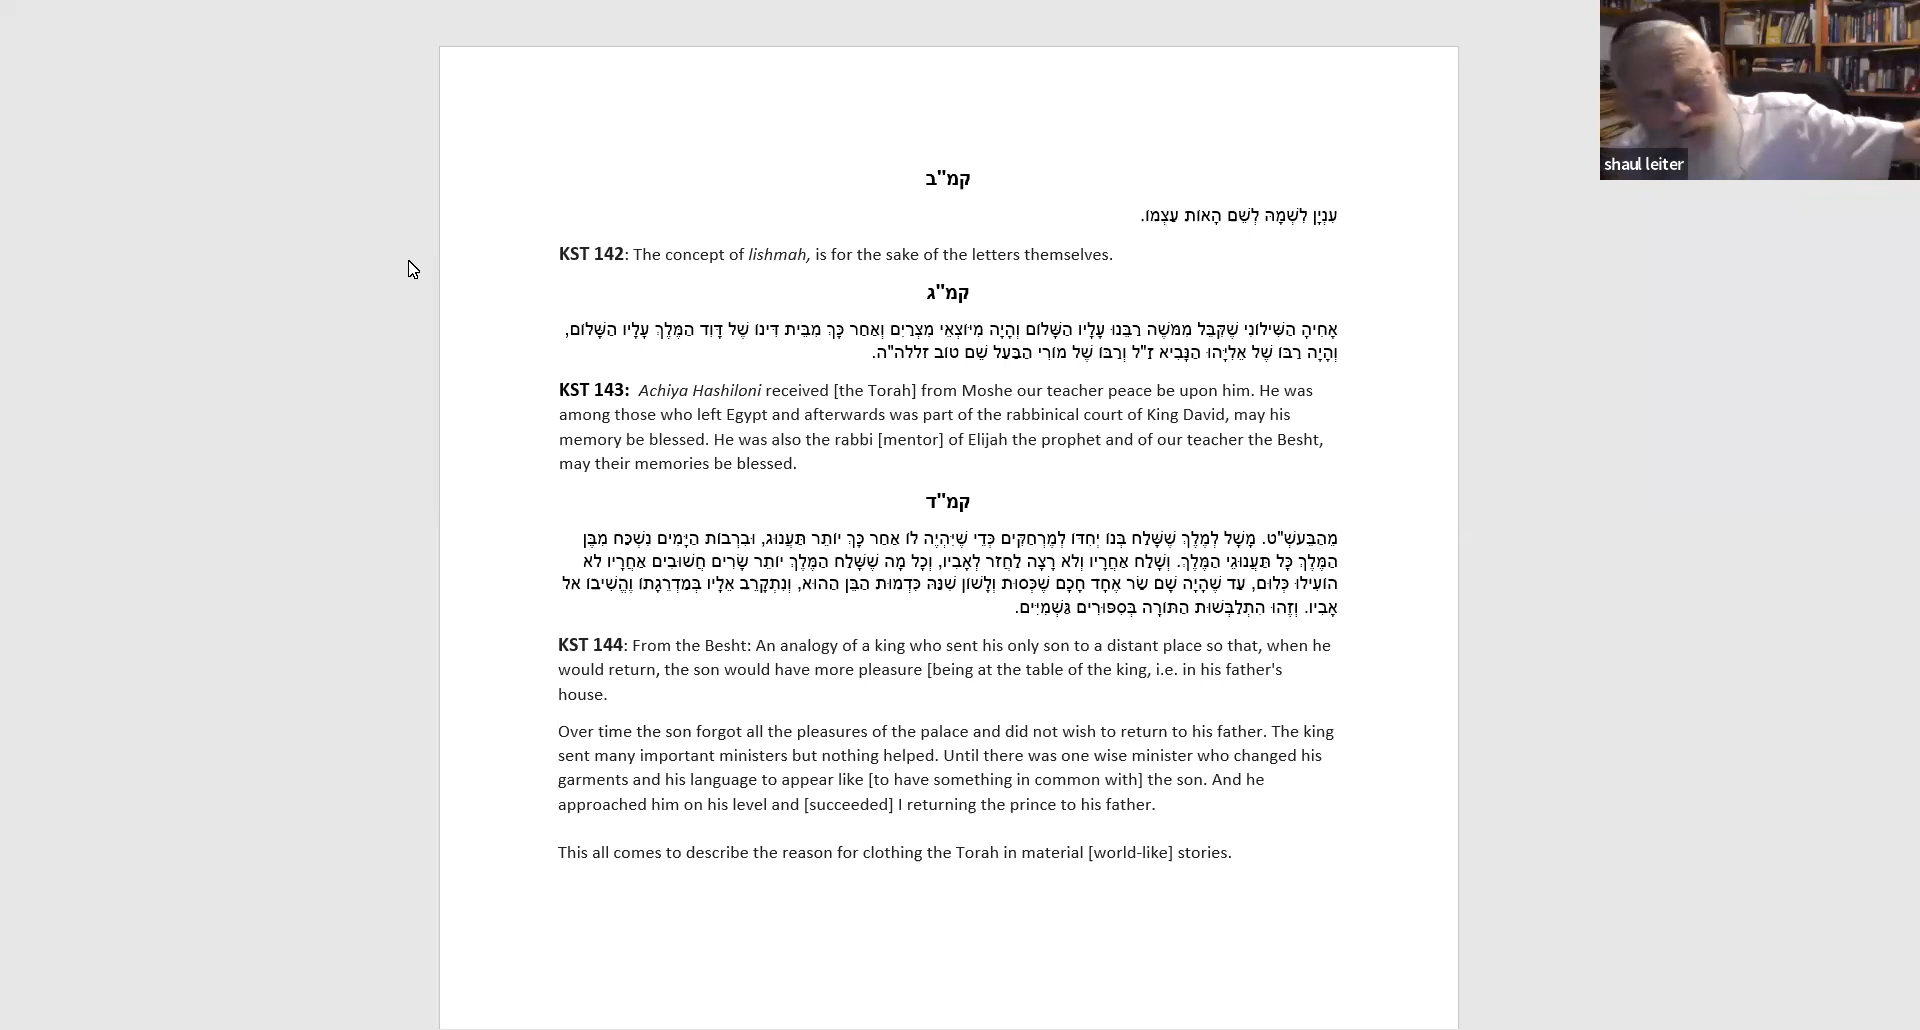 קמ"ב
עִנְיָן לִשְׁמָהּ לְשֵׁם הָאוֹת עַצְמוֹ.
KST 142: The concept of lishmah, is for the sake of the letters themselves.
קמ"ג
אֲחִיָּה הַשִּׁילוֹנִי שֶׁקִּבֵּל מִמֹּשֶׁה רַבֵּנוּ עָלָיו הַשָּׁלוֹם וְהָיָה מִיּוֹצְאֵי מִצְרַיִם וְאַחַר כָּךְ מִבֵּית דִּינוֹ שֶׁל דָּוִד הַמֶּלֶךְ עָלָיו הַשָּׁלוֹם,
וְהָיָה רַבּוֹ שֶׁל אֵלִיָּהוּ הַנָּבִיא ז"ל וְרַבּוֹ שֶׁל מוֹרִי הַבַּעַל שֵׁם טוֹב זללה"ה.
KST 143: Achiya Hashiloni received [the Torah] from Moshe our teacher peace be upon him. He was
among those who left Egypt and afterwards was part of the rabbinical court of King David, may his
memory be blessed. He was also the rabbi [mentor] of Elijah the prophet and of our teacher the Besht,
may their memories be blessed.
קמ"ד
מֵהַבֵּעשְׁ"ט. מָשָׁל לְמֶלֶךְ שֶׁשָּׁלַח בְּנוֹ יְחִדּוֹ לְמֶרְחַקִּים כְּדֵי שֶׁיִּהְיֶה לוֹ אַחַר כָּךְ יוֹתֵר תַּעֲנוּג, וּבִרְבוֹת הַיָּמִים נִשְׁכַּח מִבֶּן
הַמֶּלֶךְ כָּל תַּעֲנוּגֵי הַמֶּלֶךְ. וְשָׁלַח אַחֲרָיו וְלֹא רָצָה לַחֲזֹר לְאָבִיו, וְכָל מָה שֶׁשָּׁלַח הַמֶּלֶךְ יוֹתֵר שָׂרִים חֲשׁוּבִים אַחֲרָיו לֹא
הוֹעִילוּ כְּלוּם, עַד שֶׁהָיָה שָׁם שַׂר אֶחָד חָכָם שֶׁכְּסוּת וְלָשׁוֹן שִׁנָּה כִּדְמוּת הַבֵּן הַהוּא, וְנִתְקָרֵב אֵלָיו בְּמַדְרֵגָתוֹ וֶהֱשִׁיבוֹ אל
אָבִיו. וְזֶהוּ הִתְלַבְּשׁוּת הַתּוֹרָה בְּסִפּוּרִים גַּשְׁמִיִּים.
KST 144: From the Besht: An analogy of a king who sent his only son to a distant place so that, when he
would return, the son would have more pleasure [being at the table of the king, i.e. in his father's
house.
Over time the son forgot all the pleasures of the palace and did not wish to return to his father. The king
sent many important ministers but nothing helped. Until there was one wise minister who changed his
garments and his language to appear like [to have something in common with] the son. And he
approached him on his level and [succeeded] I returning the prince to his father.
This all comes to describe the reason for clothing the Torah in material [world-like] stories.
shaul leiter